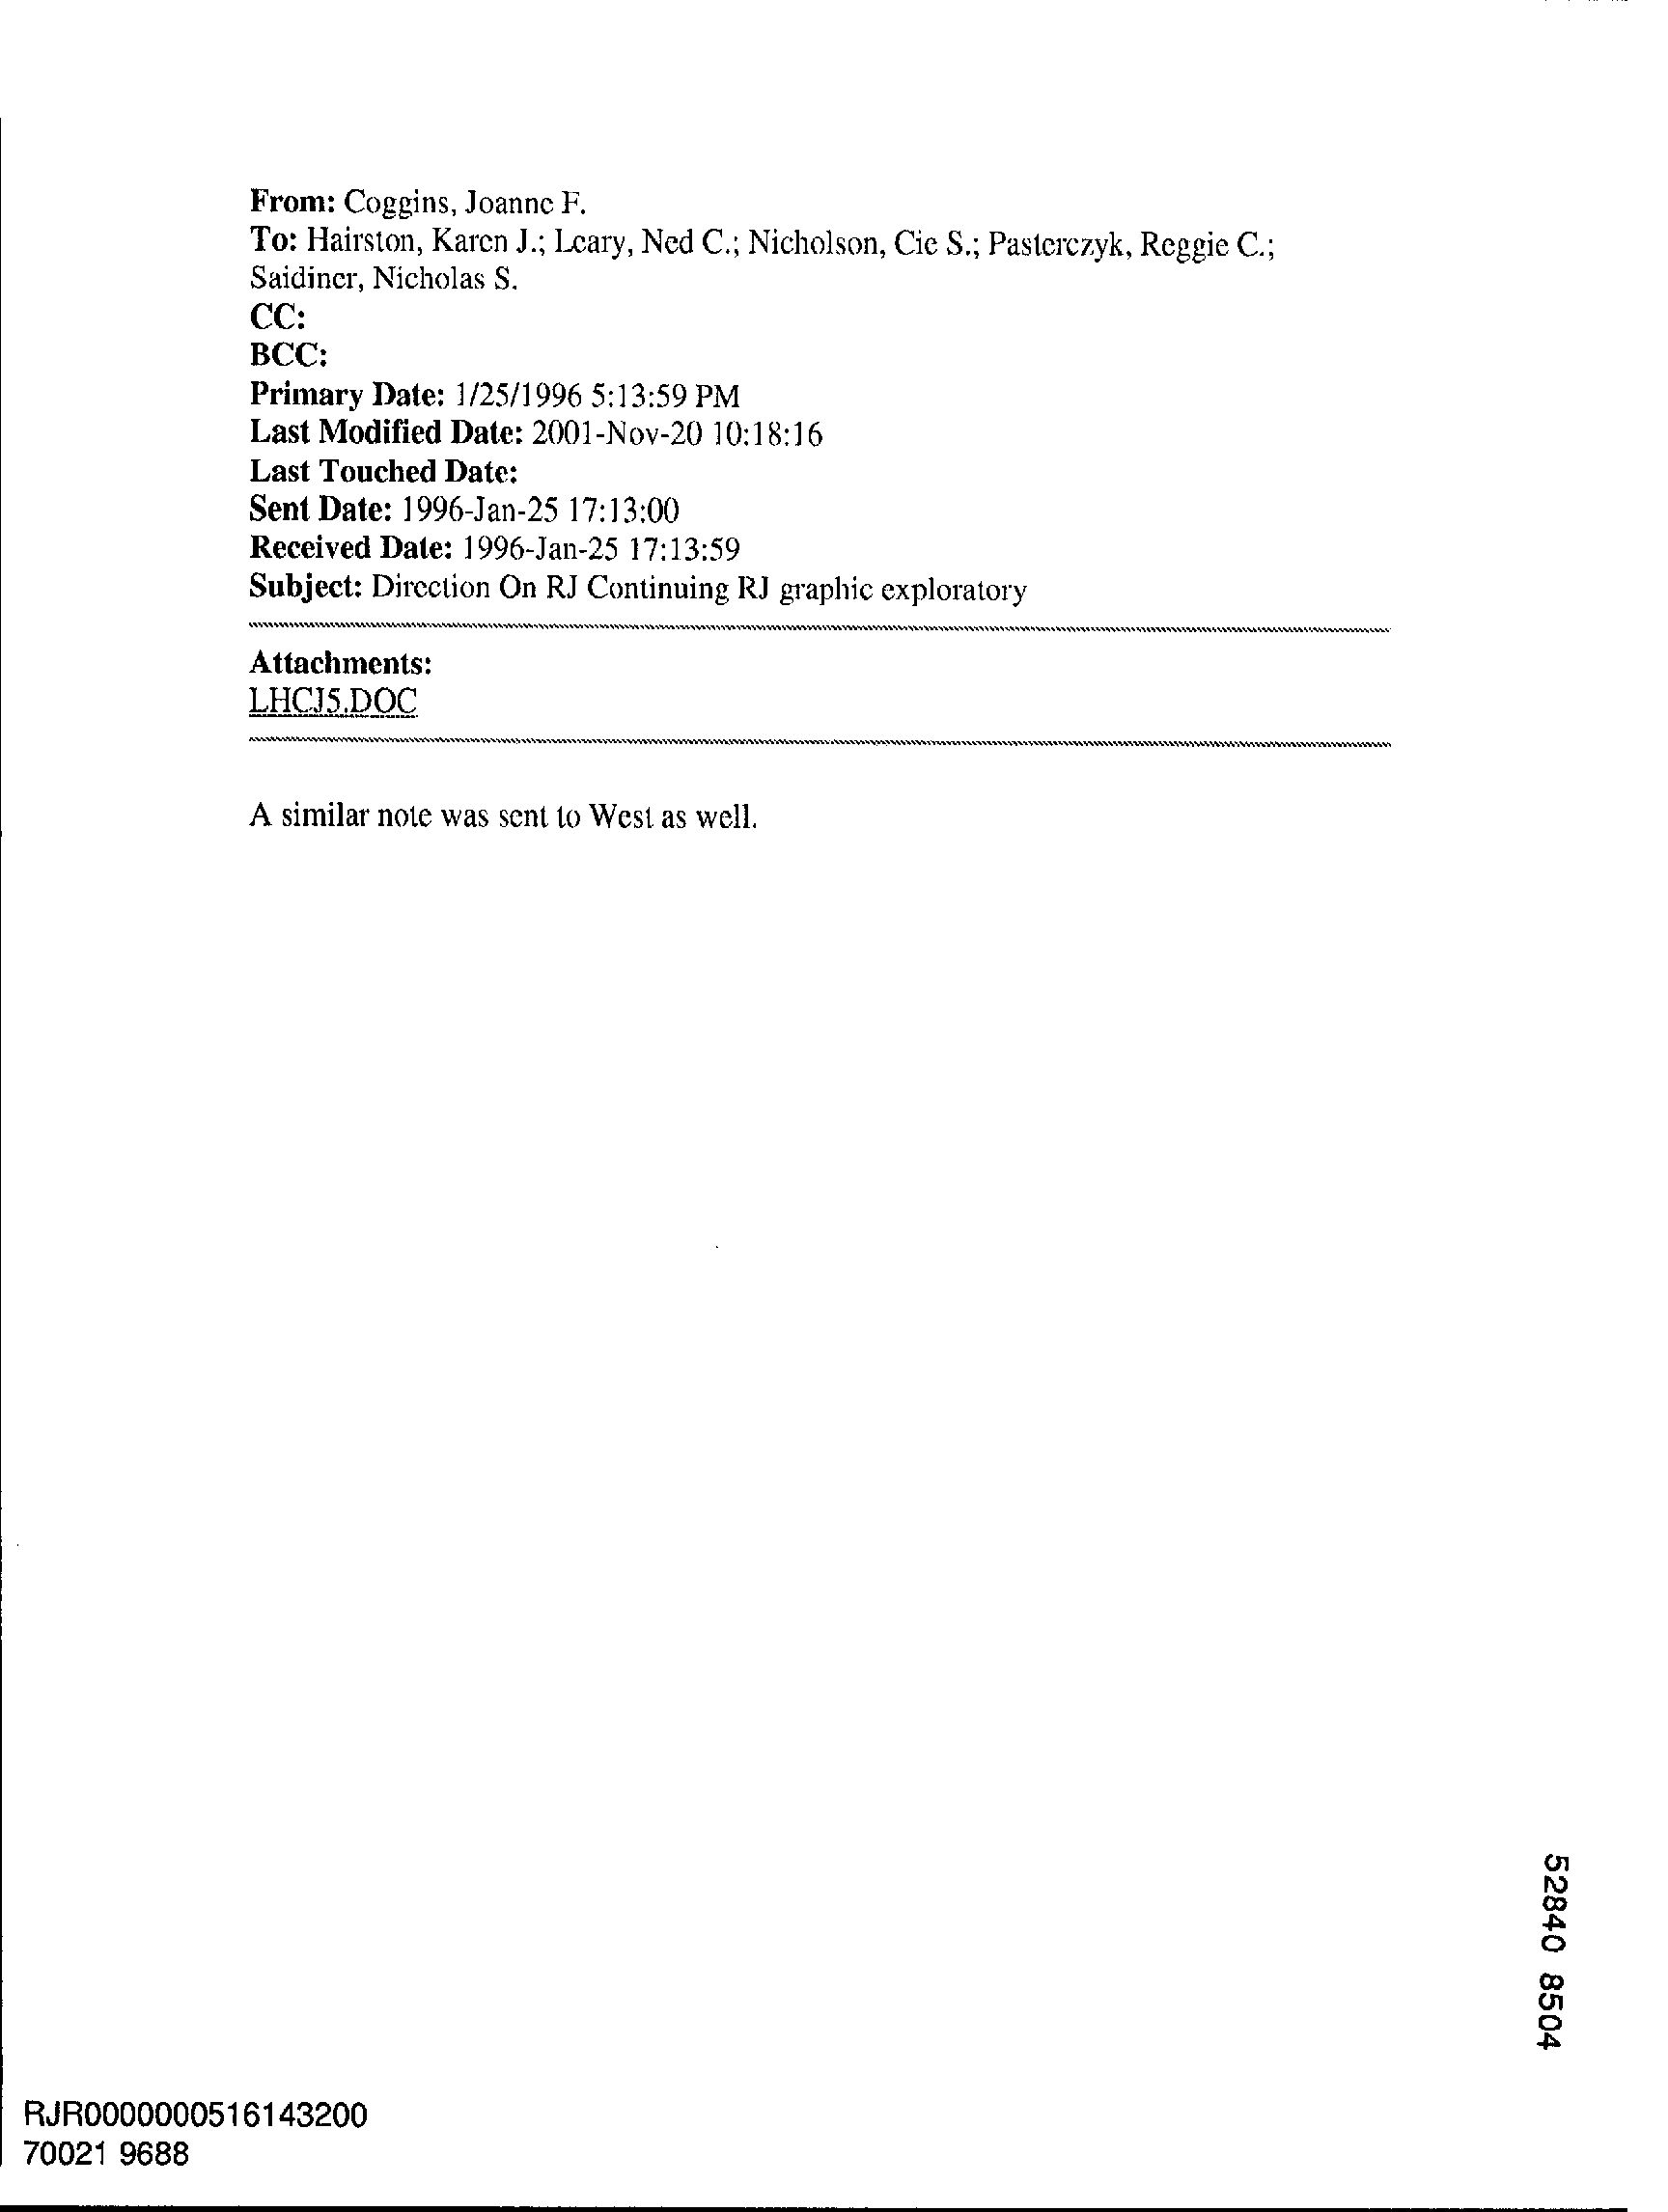 From: Coggins, Joanne F.
To: Hairston, Karen J.; Leary, Ned C.; Nicholson, Cie S.; Pasterczyk, Reggie C.;
Saidiner, Nicholas S.
CC:
BCC:
Primary Date: 1/25/1996 5:13:59 PM
Last Modified Date: 2001-Nov-20 10:18:16
Last Touched Date:
Sent Date: 1996-Jan-25 17:13:00
Received Date: 1996-Jan-25 17:13:59
Subject: Direction On RJ Continuing RJ graphic exploratory
Attachments:
LHCJ5.DOC
A similar note was sent to West as well.
52840 8504
RJR0000000516143200
70021 9688